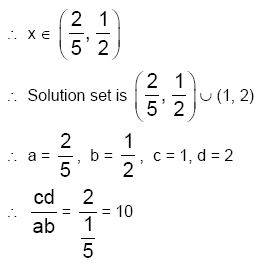 ∴ x ∈ (2/5, 1/2)
∴ Solution set is (2/5, 1/2) ∪ (1, 2)
∴ a = 2/5, b = 1/2, c = 1, d = 2
∴ cd/ab = 2/(1/5) = 10